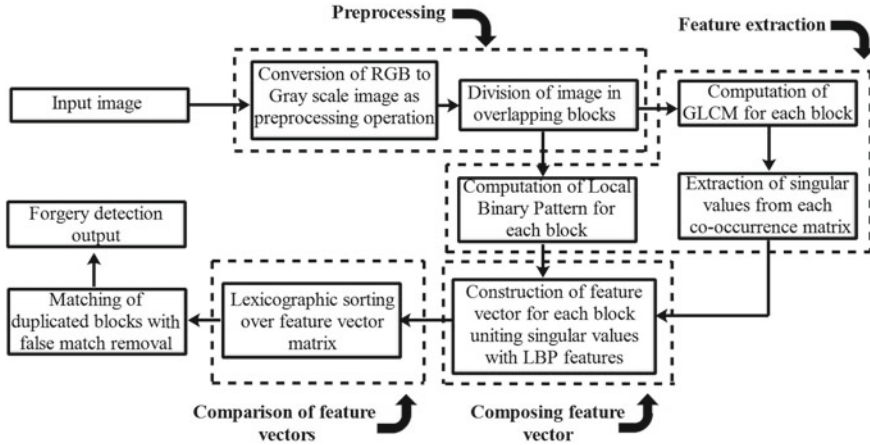 Preprocessing
Feature extraction
Input image
Conversion of RGB to
Gray scale image as
preprocessing operation
Division of image in
overlapping blocks
Computation of
GLCM for each block
Computation of Local
Binary Pattern for
each block
Extraction of singular
values from each
co-occurrence matrix
Forgery detection
output
Matching of
duplicated blocks with
false match removal
Lexicographic sorting
over feature vector
matrix
Construction of feature
vector for each block
uniting singular values
with LBP features
Comparison of feature
vectors
Composing feature
vector